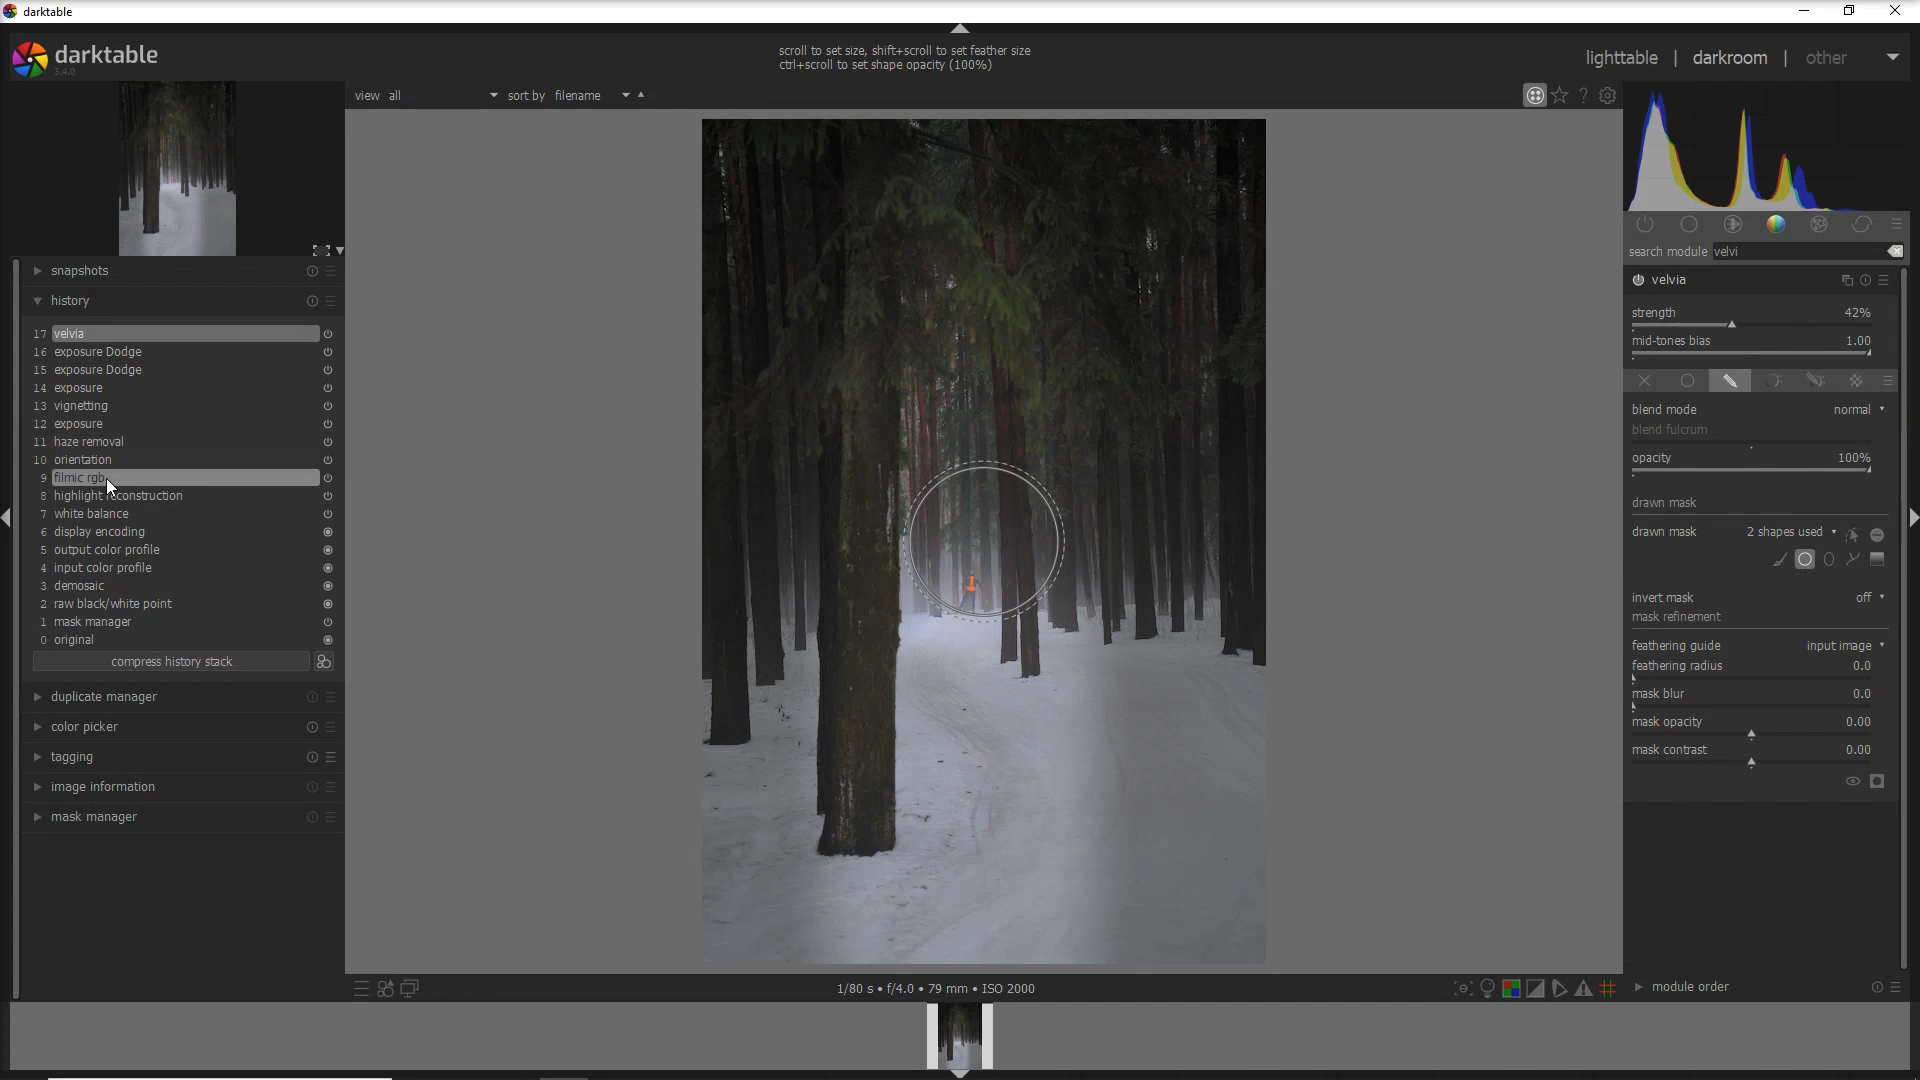 darktable
darktable
3.4.0
scroll to set size, shift+scroll to set feather size
ctrl+scroll to set shape opacity (100%)
lighttable | darkroom | other
view all sort by filename
snapshots
history
17 velvia
16 exposure Dodge
15 exposure Dodge
14 exposure
13 vignetting
12 exposure
11 haze removal
10 orientation
9 filmic rgb
8 highlight reconstruction
7 white balance
6 display encoding
5 output color profile
4 input color profile
3 demosaic
2 raw black/white point
1 mask manager
0 original
compress history stack
duplicate manager
color picker
tagging
image information
mask manager
1/80 s • f/4.0 • 79 mm • ISO 2000
search module velvi
velvia
strength 42%
mid-tones bias 1.00
blend mode normal
blend fulcrum
opacity 100%
drawn mask
drawn mask 2 shapes used
invert mask off
mask refinement
feathering guide input image
feathering radius 0.0
mask blur 0.0
mask opacity 0.00
mask contrast 0.00
module order